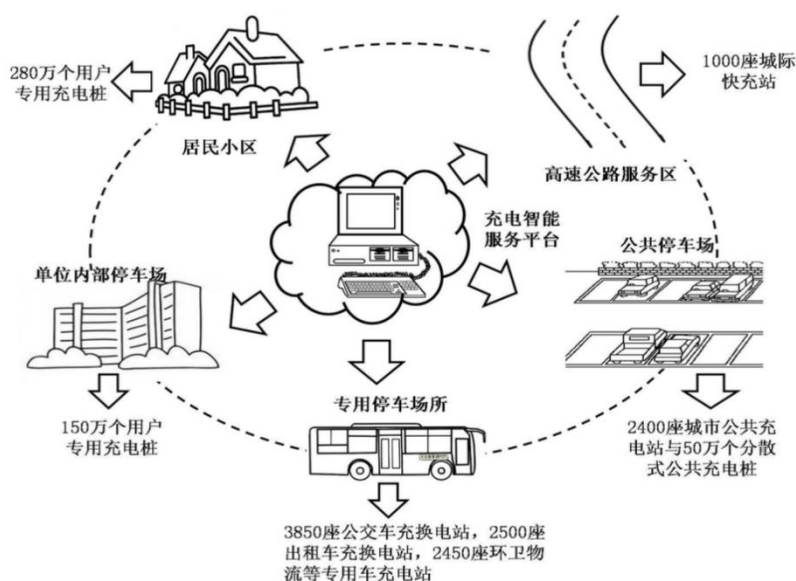 280万个用户
专用充电桩
居民小区
1000座城际
快充站
高速公路服务区
充电智能
服务平台
公共停车场
单位内部停车场
150万个用户
专用充电桩
专用停车场所
2400座城市公共充
电站与50万个分散
式公共充电桩
3850座公交车充换电站，2500座
出租车充换电站，2450座环卫物
流等专用车充电站